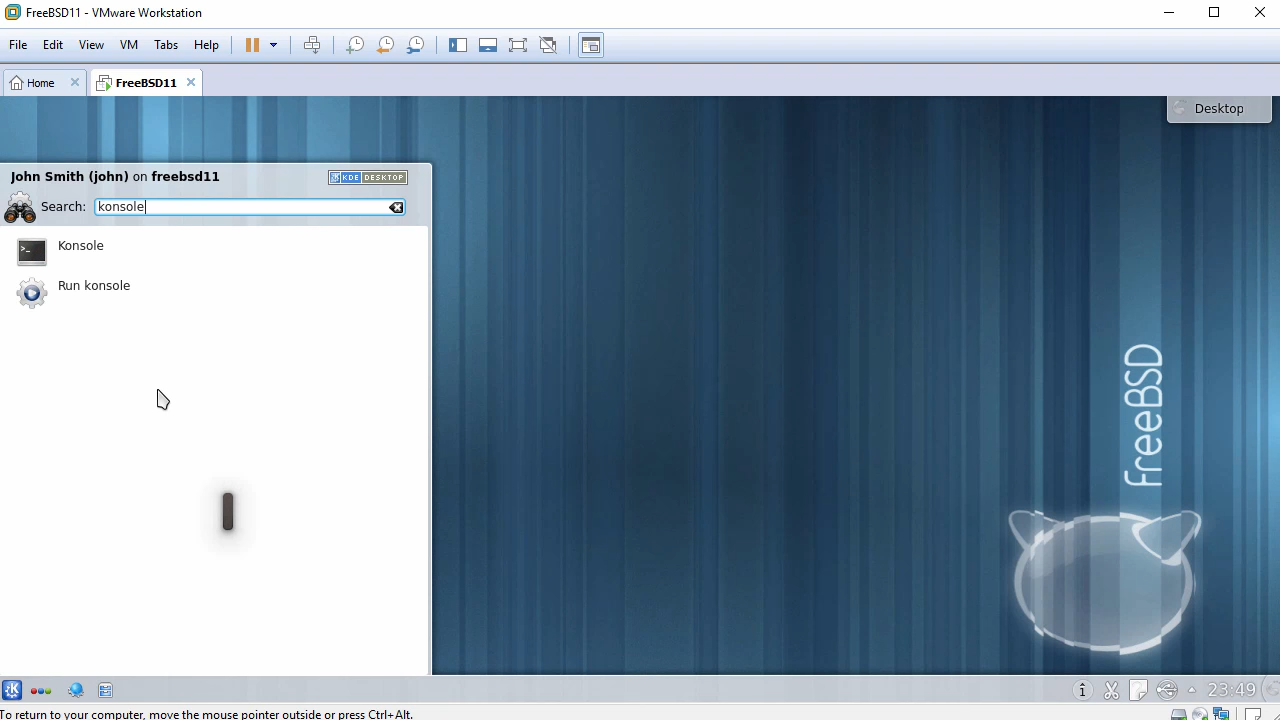 FreeBSD11 - VMware Workstation
File Edit View VM Tabs Help
Home FreeBSD11
Desktop
John Smith (john) on freebsd11
KDE DESKTOP
Search: konsole
Konsole
Run konsole
freeBSD
23:49
To return to your computer, move the mouse pointer outside or press Ctrl+Alt.